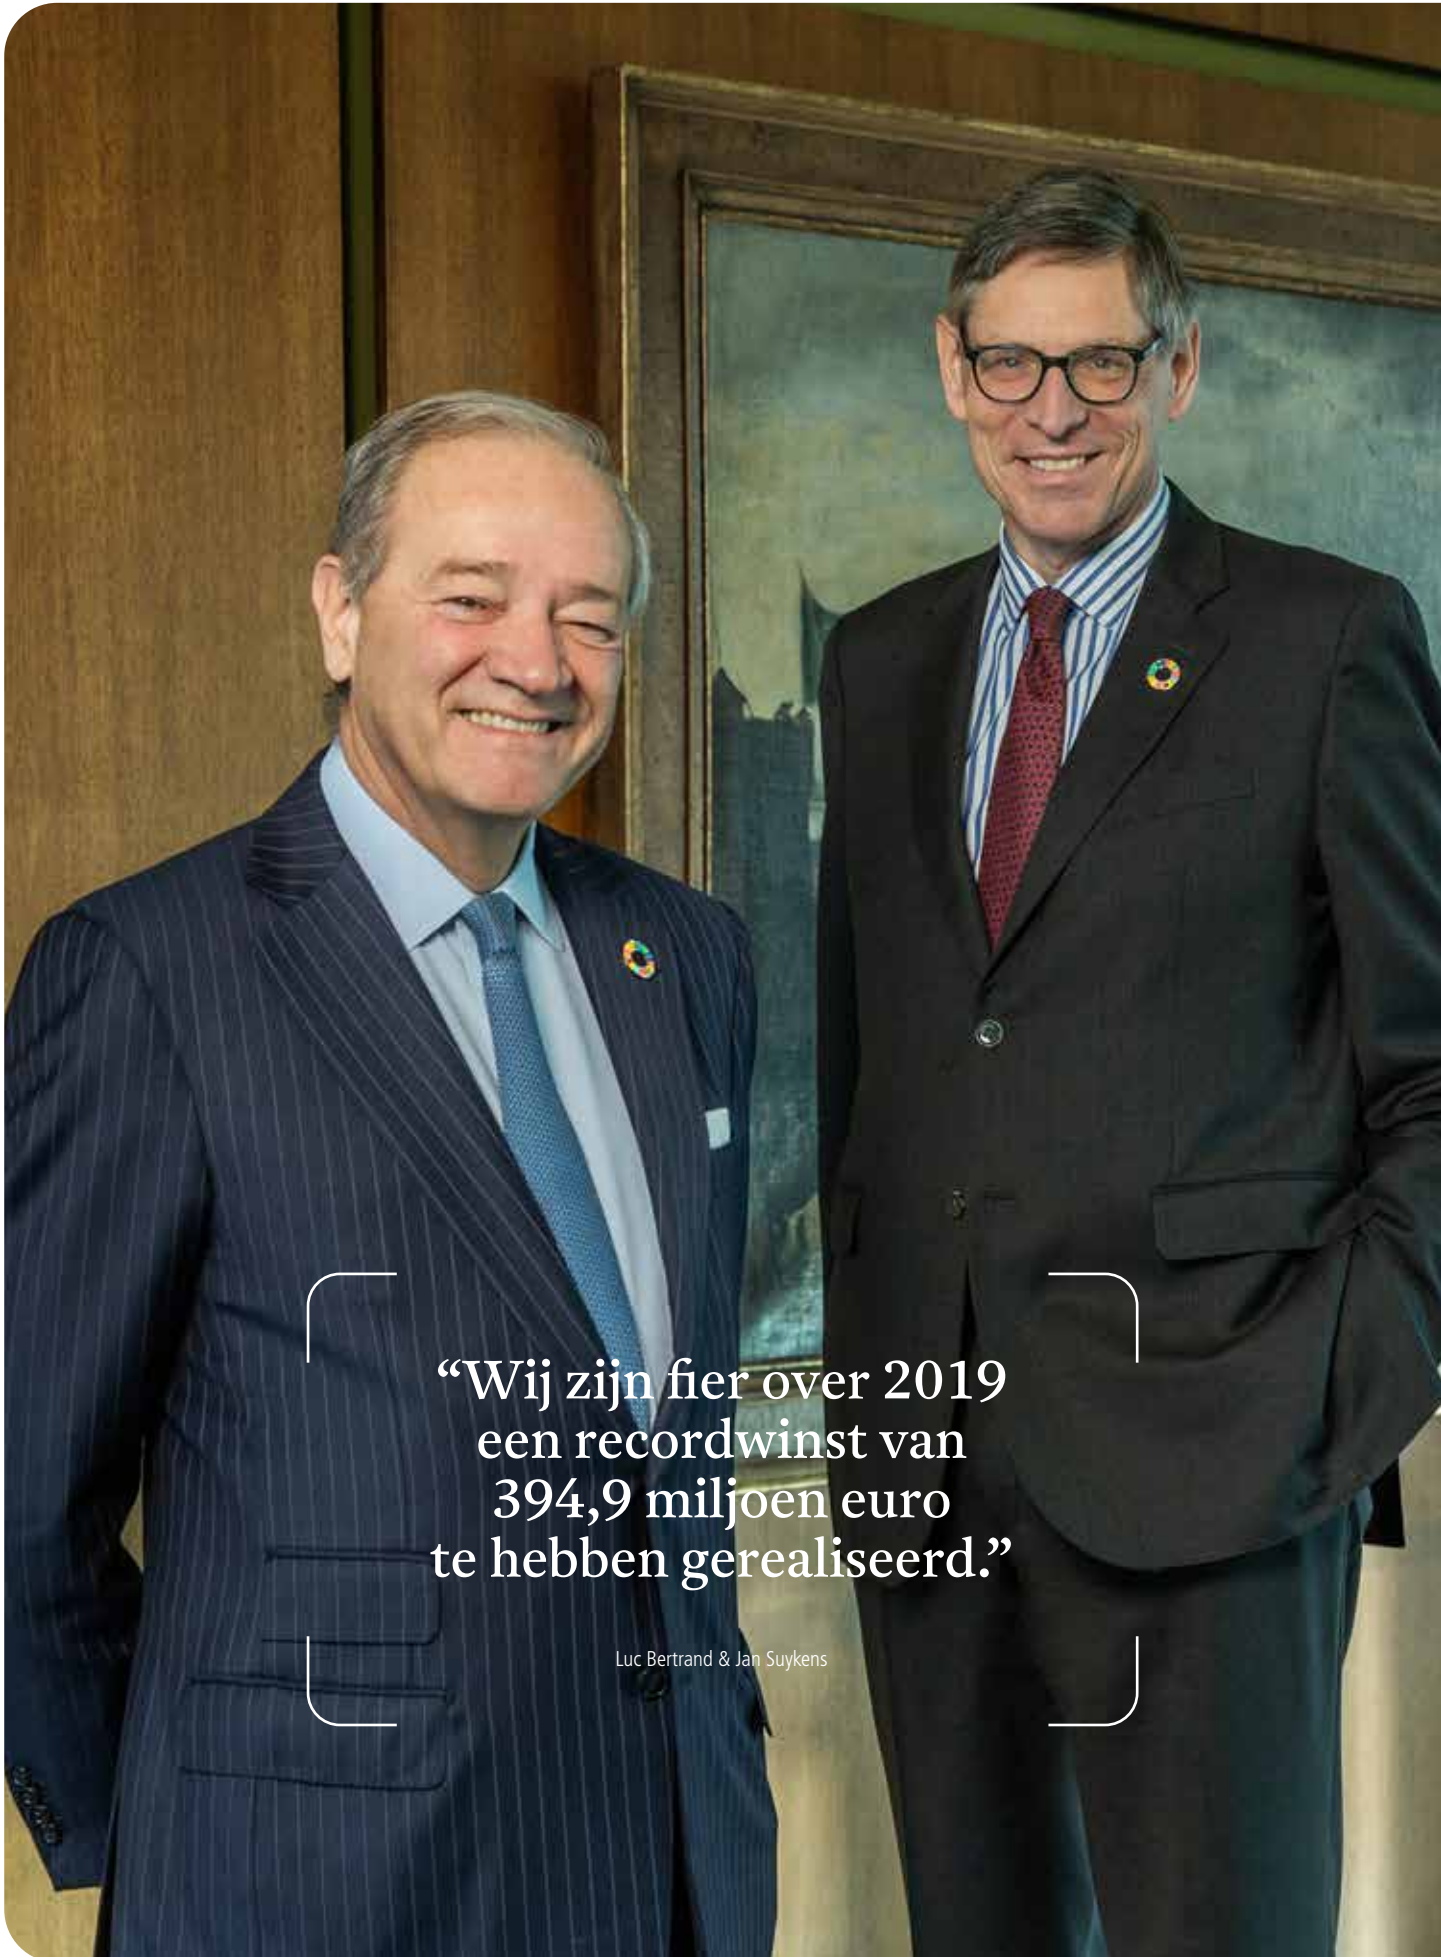 “Wij zijn fier over 2019
een recordwinst van
394,9 miljoen euro
te hebben gerealiseerd.”
Luc Bertrand & Jan Suykens